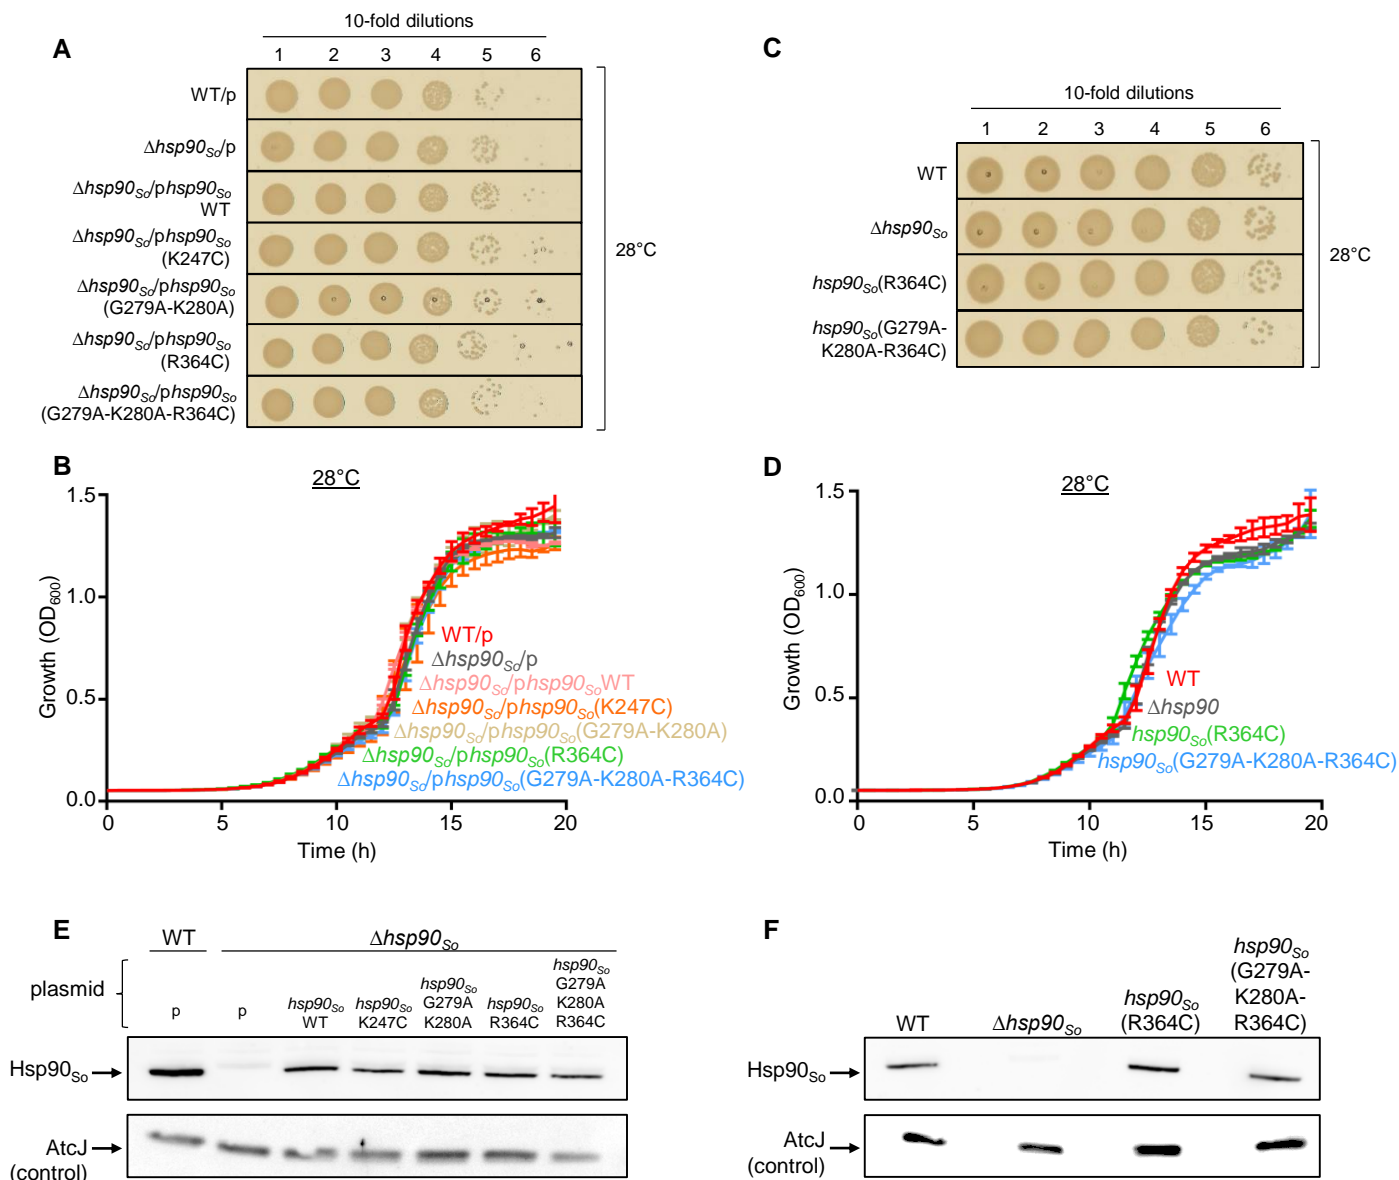 A
10-fold dilutions
1 2 3 4 5 6
WT/p
Δhsp90So/p
Δhsp90So/phsp90So
WT
Δhsp90So/phsp90So
(K247C)
Δhsp90So/phsp90So
(G279A-K280A)
Δhsp90So/phsp90So
(R364C)
Δhsp90So/phsp90So
(G279A-K280A-R364C)
28°C
C
10-fold dilutions
1 2 3 4 5 6
WT
Δhsp90So
hsp90So(R364C)
hsp90So(G279A-
K280A-R364C)
28°C
B
28°C
Growth (OD600)
1.5
1.0
0.5
0.0
0 5 10 15 20
Time (h)
WT/p
Δhsp90So/p
Δhsp90So/phsp90SoWT
Δhsp90So/phsp90So(K247C)
Δhsp90So/phsp90So(G279A-K280A)
Δhsp90So/phsp90So(R364C)
Δhsp90So/phsp90So(G279A-K280A-R364C)
D
28°C
Growth (OD600)
1.5
1.0
0.5
0.0
0 5 10 15 20
Time (h)
WT
Δhsp90
hsp90So(R364C)
hsp90So(G279A-K280A-R364C)
E
WT
Δhsp90So
plasmid
p
p
hsp90So
WT
hsp90So
K247C
hsp90So
G279A
K280A
hsp90So
R364C
hsp90So
G279A
K280A
R364C
Hsp90So
AtcJ
(control)
F
WT
Δhsp90So
hsp90So
(R364C)
hsp90So
(G279A-
K280A-
R364C)
Hsp90So
AtcJ
(control)